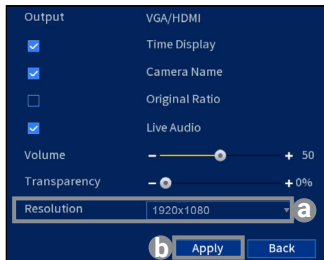 Output VGA/HDMI
Time Display
Camera Name
Original Ratio
Live Audio
Volume - + 50
Transparency - + 0%
Resolution 1920x1080 a
b Apply Back